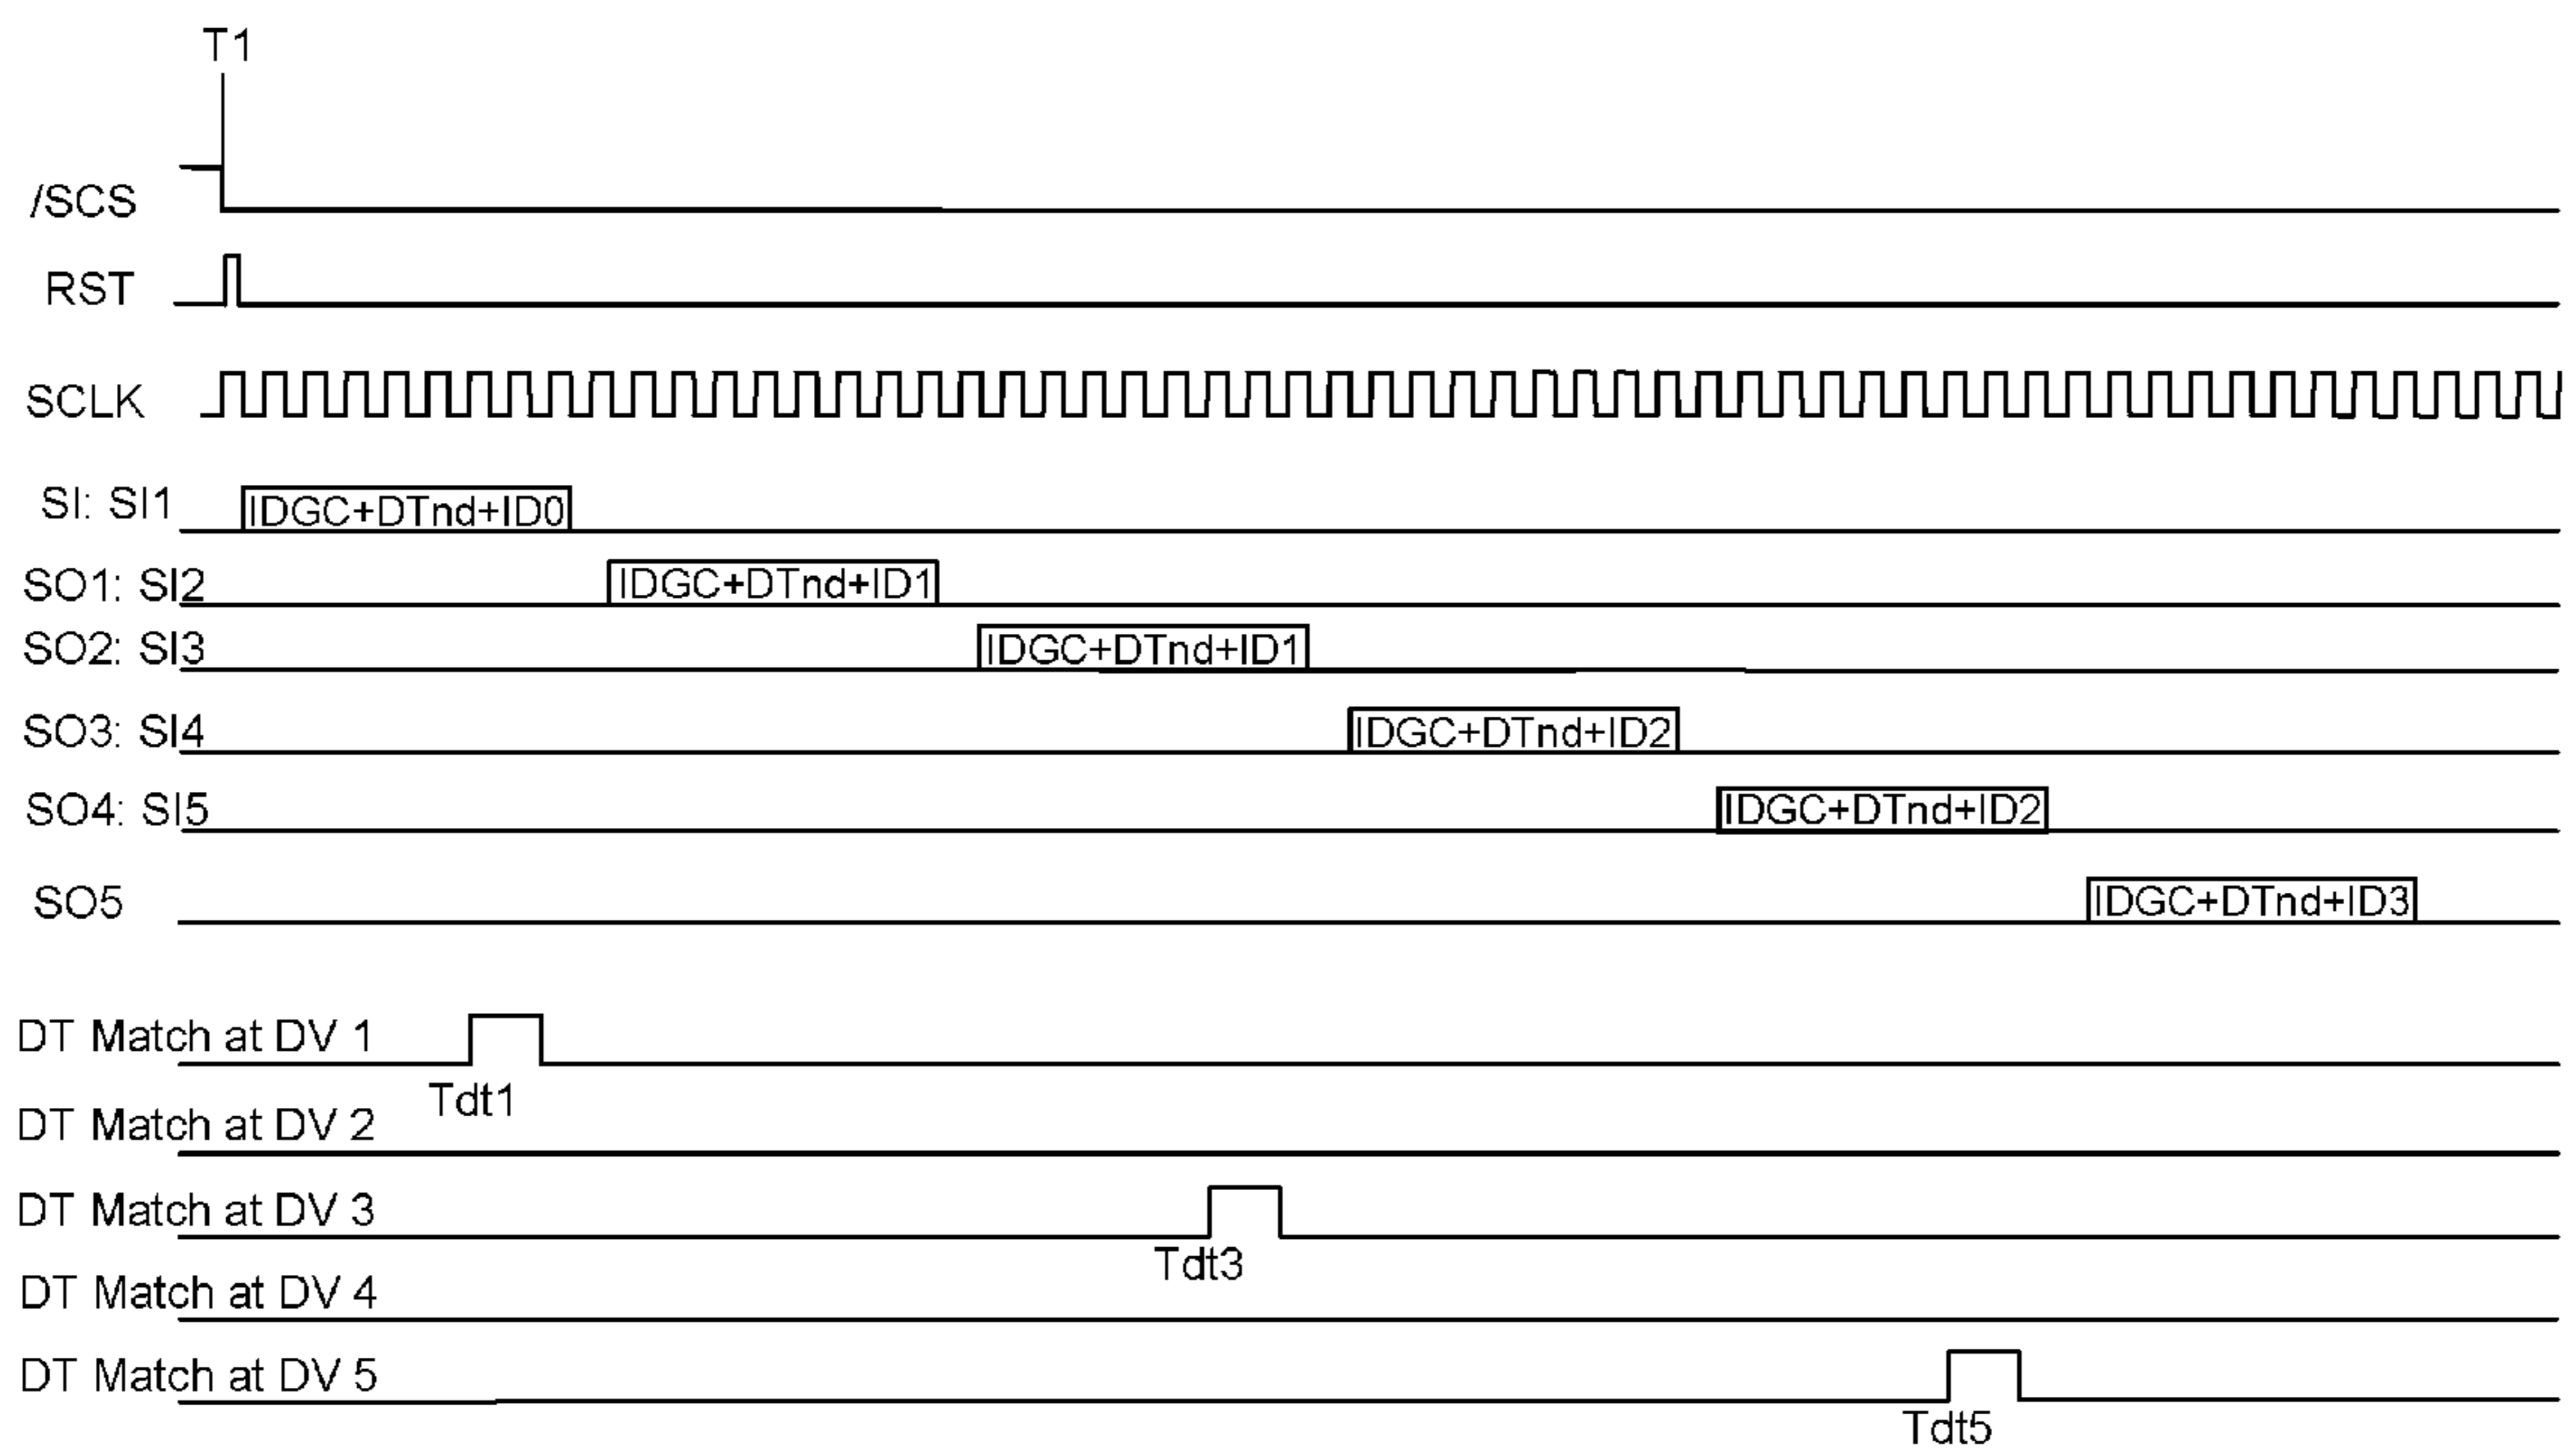 T1
/SCS
RST
SCLK
SI: SI1 IDGC+DTnd+ID0
SO1: SI2 IDGC+DTnd+ID1
SO2: SI3 IDGC+DTnd+ID1
SO3: SI4 IDGC+DTnd+ID2
SO4: SI5 IDGC+DTnd+ID2
SO5 IDGC+DTnd+ID3
DT Match at DV 1
Tdt1
DT Match at DV 2
DT Match at DV 3
Tdt3
DT Match at DV 4
DT Match at DV 5
Tdt5